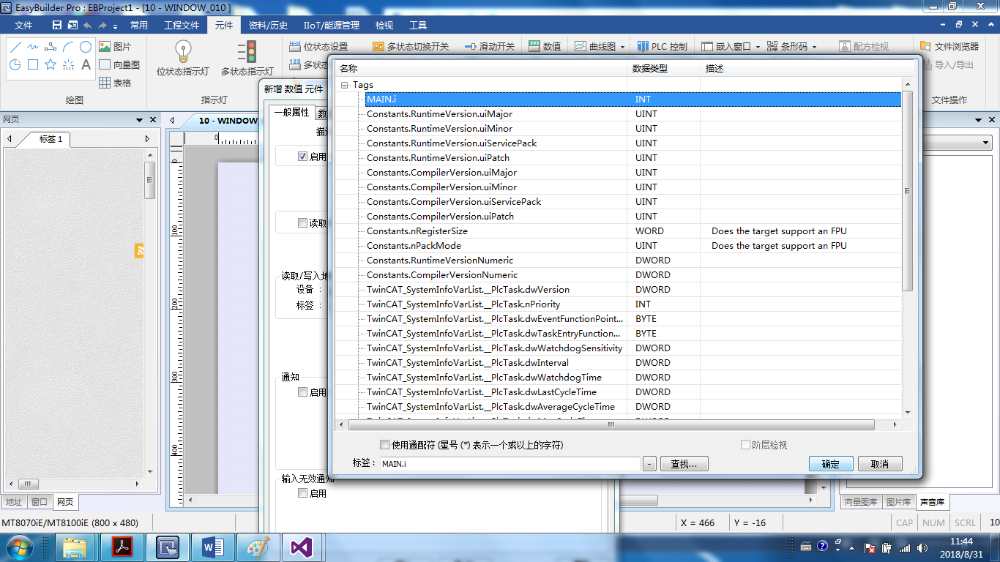 EasyBuilder Pro : EBProject1 - [10 - WINDOW_010 ]
文件 常用 工程文件 元件 资料/历史 IIoT/能源管理 检视 工具
图片 位状态设置 多状态切换开关 滑动开关 数值 曲线图 PLC 控制 嵌入窗口 条形码 配方检视 文件浏览器
向量图 位状态指示灯 多状态指示灯 导入/导出
A 表格
绘图 指示灯 文件操作
新增 数值 元件
一般属性
网页
标签 1
10 - WINDOW_
启用
读取
读取/写入地
设备 :
标签 :
通知
启用
输入无效通知
启用
名称 数据类型 描述
Tags
MAIN.i INT
Constants.RuntimeVersion.uiMajor UINT
Constants.RuntimeVersion.uiMinor UINT
Constants.RuntimeVersion.uiServicePack UINT
Constants.RuntimeVersion.uiPatch UINT
Constants.CompilerVersion.uiMajor UINT
Constants.CompilerVersion.uiMinor UINT
Constants.CompilerVersion.uiServicePack UINT
Constants.CompilerVersion.uiPatch UINT
Constants.nRegisterSize WORD Does the target support an FPU
Constants.nPackMode UINT Does the target support an FPU
Constants.RuntimeVersionNumeric DWORD
Constants.CompilerVersionNumeric DWORD
TwinCAT_SystemInfoVarList.__PlcTask.dwVersion DWORD
TwinCAT_SystemInfoVarList.__PlcTask.nPriority INT
TwinCAT_SystemInfoVarList.__PlcTask.dwEventFunctionPoint... BYTE
TwinCAT_SystemInfoVarList.__PlcTask.dwTaskEntryFunction... BYTE
TwinCAT_SystemInfoVarList.__PlcTask.dwWatchdogSensitivity DWORD
TwinCAT_SystemInfoVarList.__PlcTask.dwInterval DWORD
TwinCAT_SystemInfoVarList.__PlcTask.dwWatchdogTime DWORD
TwinCAT_SystemInfoVarList.__PlcTask.dwLastCycleTime DWORD
TwinCAT_SystemInfoVarList.__PlcTask.dwAverageCycleTime DWORD
使用通配符 (星号 (*) 表示一个或以上的字符) 阶层检视
标签 : MAIN.i - 查找... 确定 取消
0
0
100
200
300
400
地址 窗口 网页
向量图库 图片库 声音库
MT8070iE/MT8100iE (800 x 480) X = 466 Y = -16 CAP NUM SCRL 10
11:44
2018/8/31